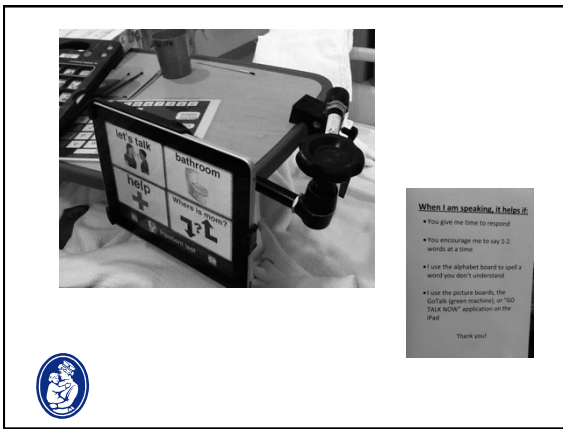 let's talk
bathroom
help
Where is mom?
?
inpatient test
When I am speaking, it helps if:
• You give me time to respond
• You encourage me to say 1-2
words at a time
• I use the alphabet board to spell a
word you don't understand
• I use the picture boards, the
GoTalk (green machine), or "GO
TALK NOW" application on the
iPad
Thank you!